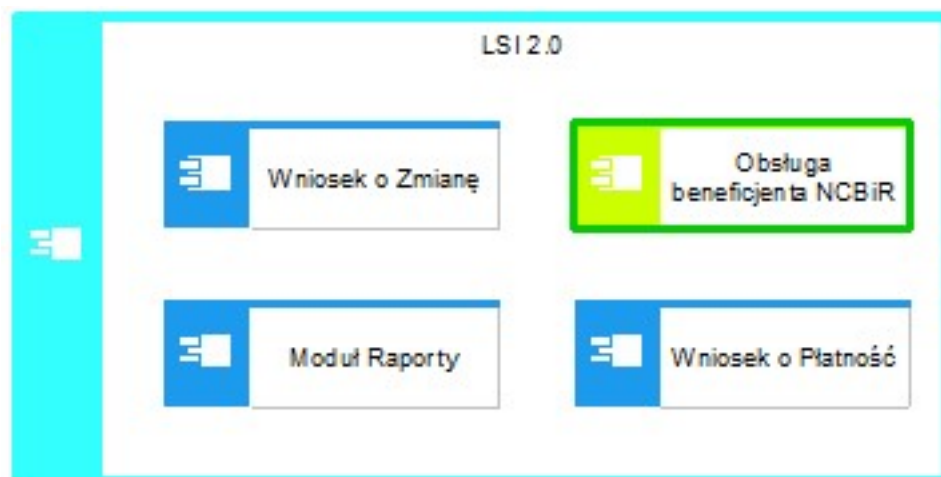 LSI 2.0
Wniosek o Zmianę
Obsługa
beneficjenta NCBiR
Moduł Raporty
Wniosek o Płatność